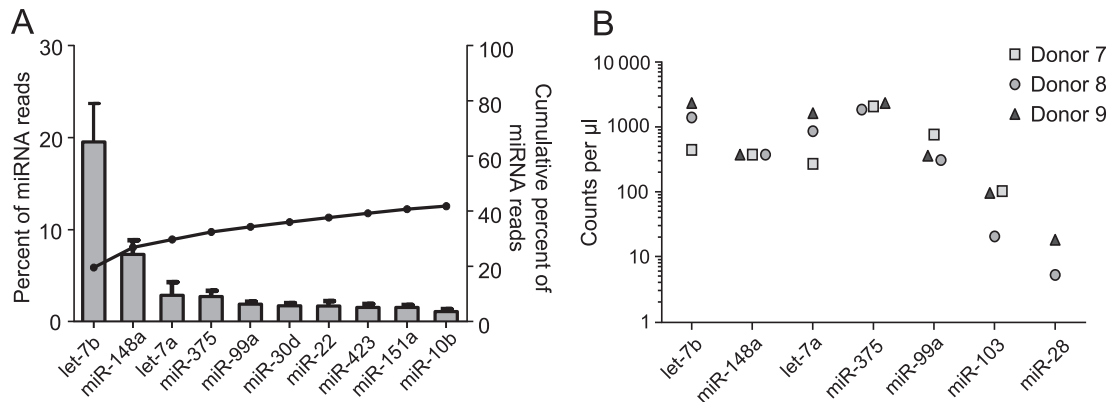 A
Percent of miRNA reads
30
20
10
0
100
80
60
40
20
0
Cumulative percent of
miRNA reads
let-7b
miR-148a
let-7a
miR-375
miR-99a
miR-30d
miR-22
miR-423
miR-151a
miR-10b
B
Counts per µl
10 000
1000
100
10
1
Donor 7
Donor 8
Donor 9
let-7b
miR-148a
let-7a
miR-375
miR-99a
miR-103
miR-28